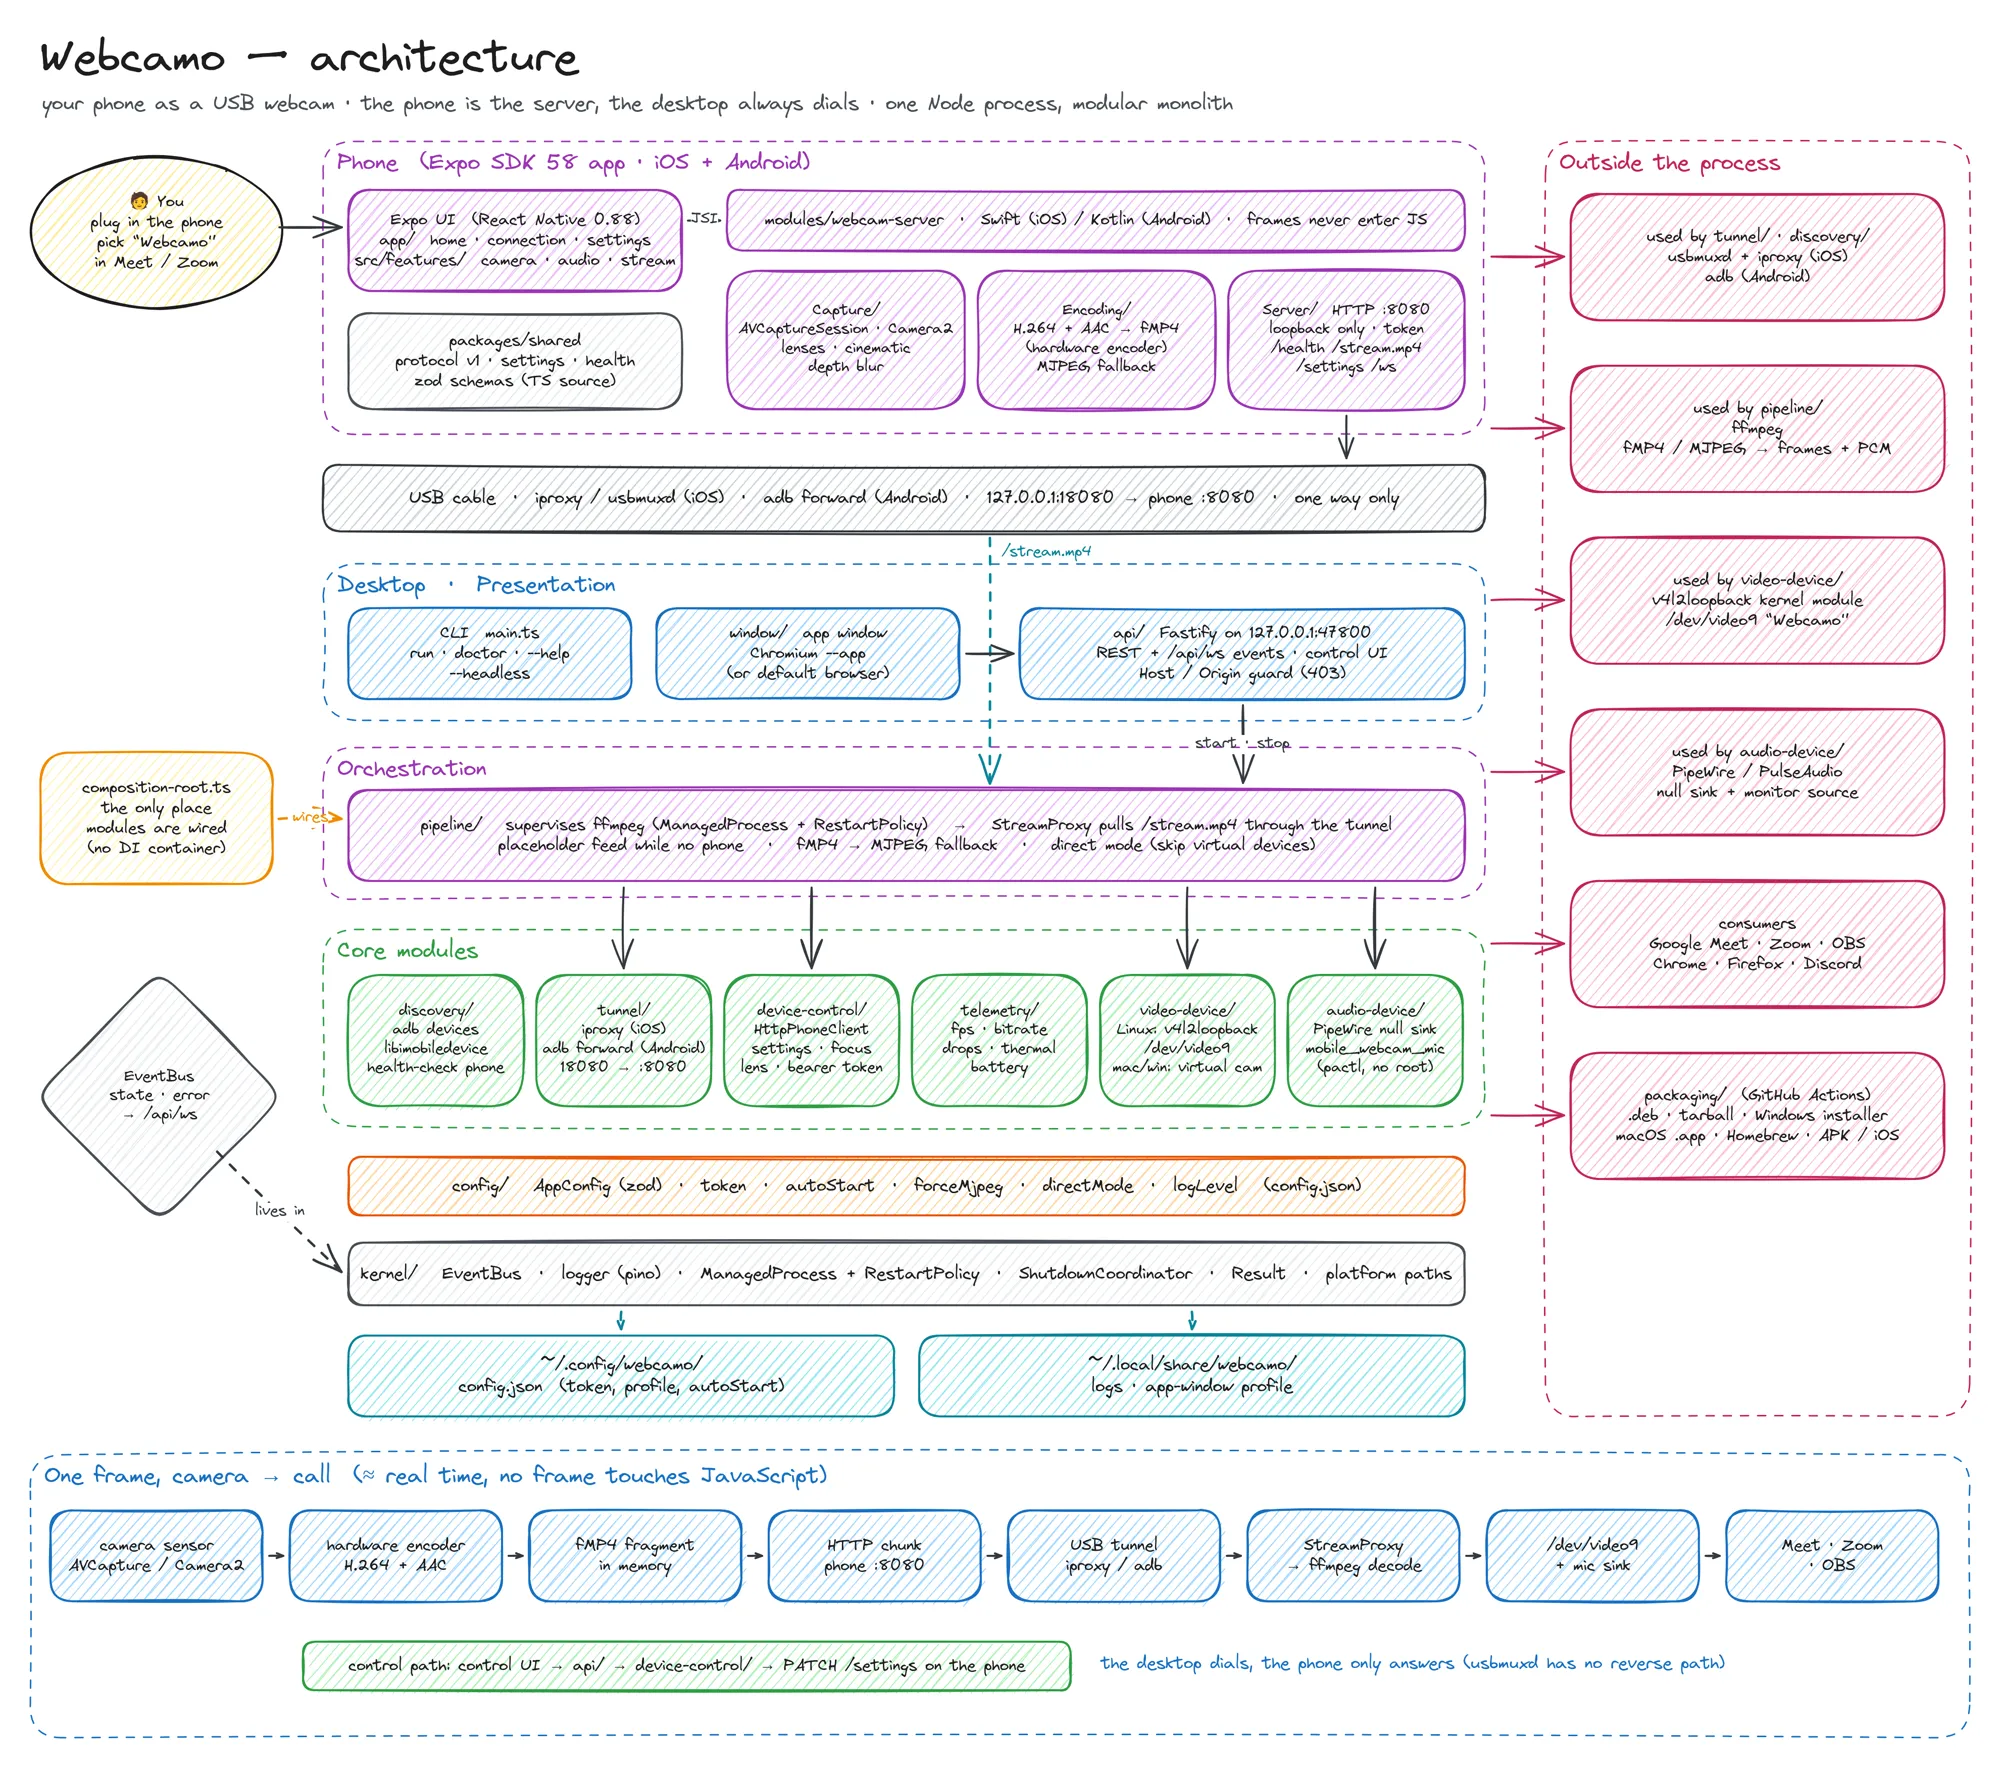 Webcamo — architecture
your phone as a USB webcam · the phone is the server, the desktop always dials · one Node process, modular monolith
🧑 You
plug in the phone
pick “Webcamo”
in Meet / Zoom
Phone (Expo SDK 58 app · iOS + Android)
Expo UI (React Native 0.88)
app/ home · connection · settings
src/features/ camera · audio · stream
JSI
modules/webcam-server · Swift (iOS) / Kotlin (Android) · frames never enter JS
packages/shared
protocol v1 · settings · health
zod schemas (TS source)
Capture/
AVCaptureSession · Camera2
lenses · cinematic
depth blur
Encoding/
H.264 + AAC → fMP4
(hardware encoder)
MJPEG fallback
Server/ HTTP :8080
loopback only · token
/health /stream.mp4
/settings /ws
USB cable · iproxy / usbmuxd (iOS) · adb forward (Android) · 127.0.0.1:18080 → phone :8080 · one way only
/stream.mp4
Desktop · Presentation
CLI main.ts
run · doctor · --help
--headless
window/ app window
Chromium --app
(or default browser)
api/ Fastify on 127.0.0.1:47800
REST + /api/ws events · control UI
Host / Origin guard (403)
start · stop
composition-root.ts
the only place
modules are wired
(no DI container)
wires
Orchestration
pipeline/ supervises ffmpeg (ManagedProcess + RestartPolicy) → StreamProxy pulls /stream.mp4 through the tunnel
placeholder feed while no phone · fMP4 → MJPEG fallback · direct mode (skip virtual devices)
Core modules
discovery/
adb devices
libimobiledevice
health-check phone
tunnel/
iproxy (iOS)
adb forward (Android)
18080 → :8080
device-control/
HttpPhoneClient
settings · focus
lens · bearer token
telemetry/
fps · bitrate
drops · thermal
battery
video-device/
Linux: v4l2loopback
/dev/video9
mac/win: virtual cam
audio-device/
PipeWire null sink
mobile_webcam_mic
(pactl, no root)
EventBus
state · error
→ /api/ws
lives in
config/ AppConfig (zod) · token · autoStart · forceMjpeg · directMode · logLevel (config.json)
kernel/ EventBus · logger (pino) · ManagedProcess + RestartPolicy · ShutdownCoordinator · Result · platform paths
~/.config/webcamo/
config.json (token, profile, autoStart)
~/.local/share/webcamo/
logs · app-window profile
Outside the process
used by tunnel/ · discovery/
usbmuxd + iproxy (iOS)
adb (Android)
used by pipeline/
ffmpeg
fMP4 / MJPEG → frames + PCM
used by video-device/
v4l2loopback kernel module
/dev/video9 “Webcamo”
used by audio-device/
PipeWire / PulseAudio
null sink + monitor source
consumers
Google Meet · Zoom · OBS
Chrome · Firefox · Discord
packaging/ (GitHub Actions)
.deb · tarball · Windows installer
macOS .app · Homebrew · APK / iOS
One frame, camera → call (≈ real time, no frame touches JavaScript)
camera sensor
AVCapture / Camera2
hardware encoder
H.264 + AAC
fMP4 fragment
in memory
HTTP chunk
phone :8080
USB tunnel
iproxy / adb
StreamProxy
→ ffmpeg decode
/dev/video9
+ mic sink
Meet · Zoom
· OBS
control path: control UI → api/ → device-control/ → PATCH /settings on the phone
the desktop dials, the phone only answers (usbmuxd has no reverse path)